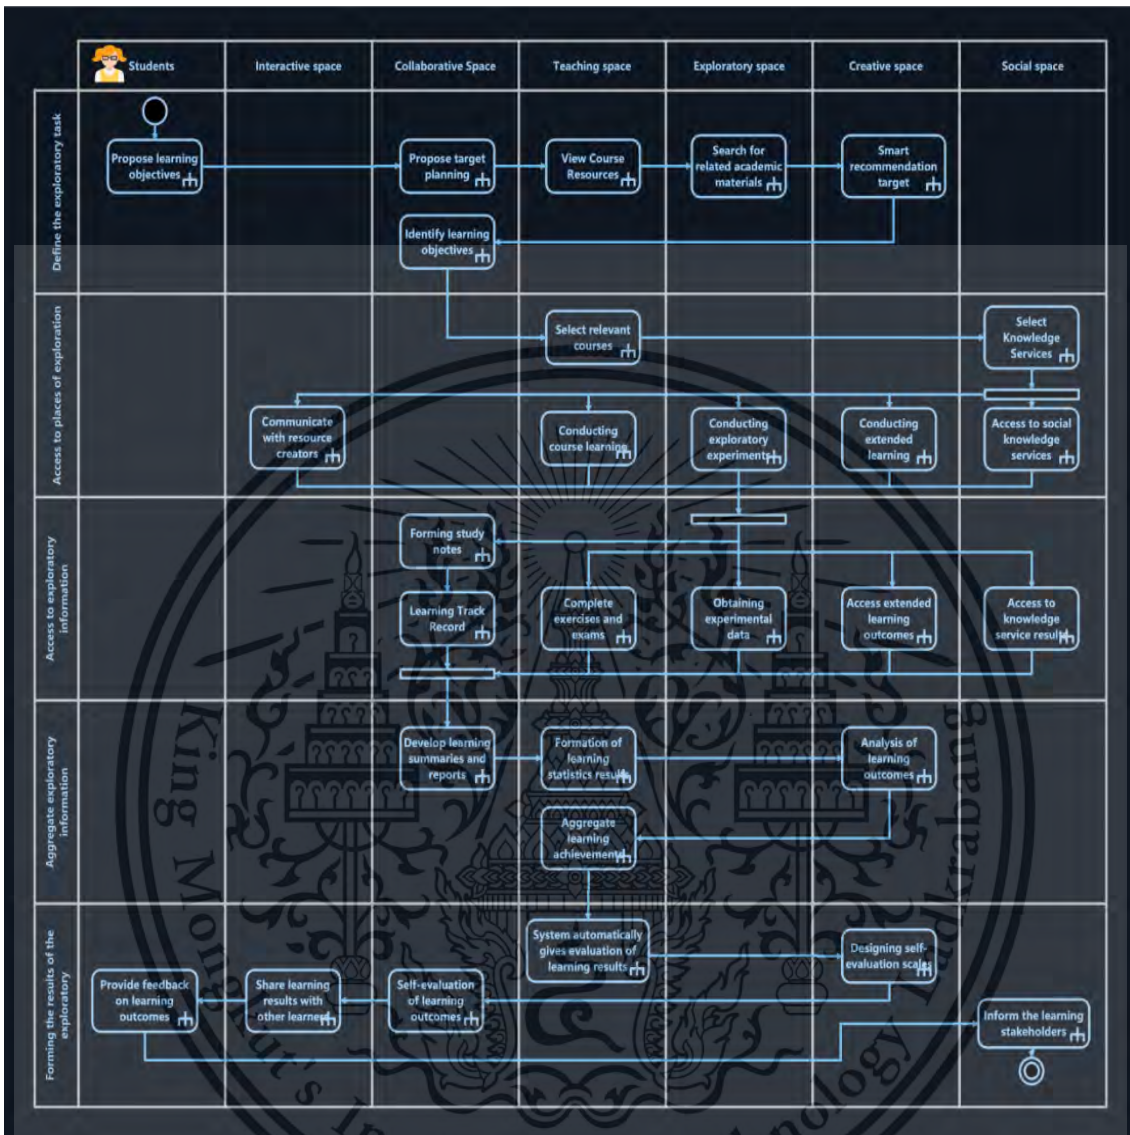 Students
Interactive space
Collaborative Space
Teaching space
Exploratory space
Creative space
Social space
Define the exploratory task
Propose learning
objectives
Propose target
planning
View Course
Resources
Search for
related academic
materials
Smart
recommendation
target
Identify learning
objectives
Access to places of exploration
Select relevant
courses
Select
Knowledge
Services
Communicate
with resource
creators
Conducting
course learning
Conducting
exploratory
experiments
Conducting
extended
learning
Access to social
knowledge
services
Access to exploratory
information
Forming study
notes
Learning Track
Record
Complete
exercises and
exams
Obtaining
experimental
data
Access extended
learning
outcomes
Access to
knowledge
service results
Aggregate exploratory
information
Develop learning
summaries and
reports
Formation of
learning
statistics results
Analysis of
learning
outcomes
Aggregate
learning
achievements
Forming the results of the
exploratory
System automatically
gives evaluation of
learning results
Designing self-
evaluation scales
Provide feedback
on learning
outcomes
Share learning
results with
other learners
Self-evaluation
of learning
outcomes
Inform the learning
stakeholders
King Mongkut's In
nology Ladkrabang